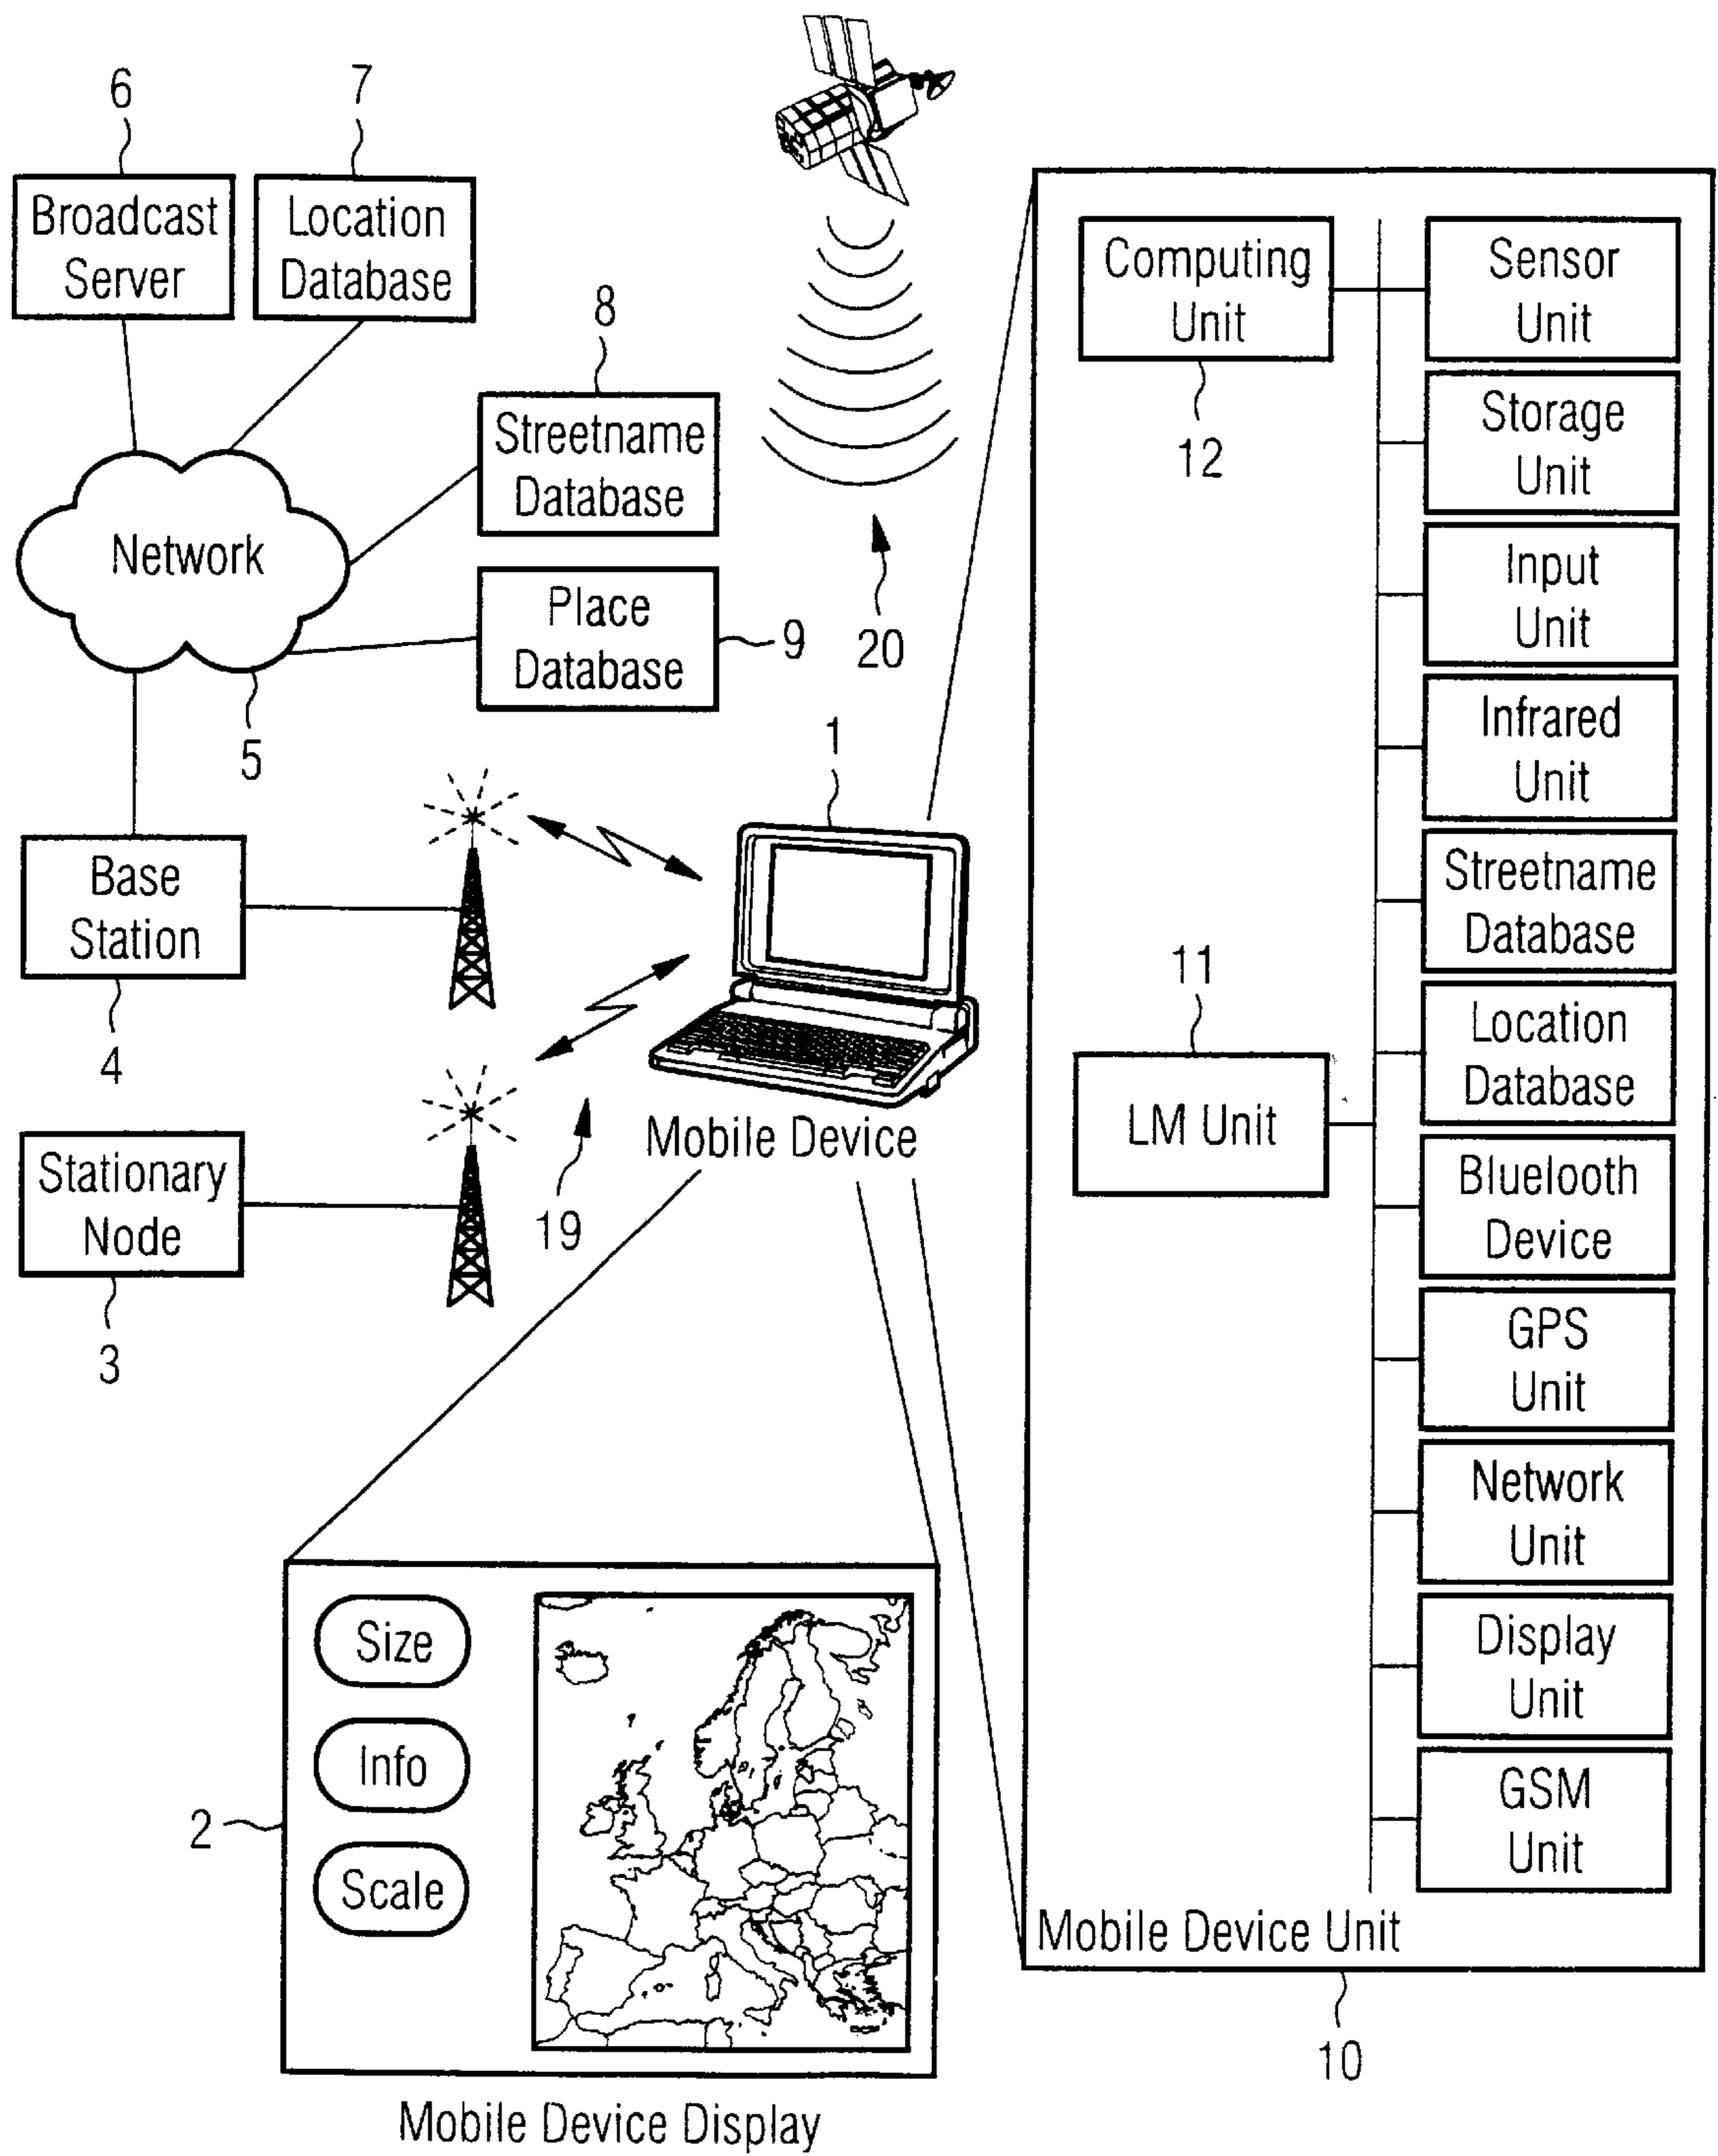 6
7
Broadcast
Server
Location
Database
8
Streetname
Database
Network
Place
Database
9
20
5
1
Base
Station
4
Mobile Device
19
Stationary
Node
3
Computing
Unit
12
Sensor
Unit
Storage
Unit
Input
Unit
Infrared
Unit
Streetname
Database
11
LM Unit
Location
Database
Bluelooth
Device
GPS
Unit
Network
Unit
Display
Unit
GSM
Unit
Mobile Device Unit
10
Size
Info
Scale
2
Mobile Device Display